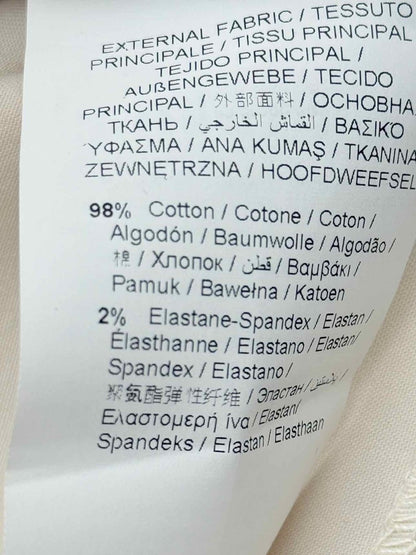 EXTERNAL FABRIC / TESSUTO
PRINCIPALE / TISSU PRINCIPAL
TEJIDO PRINCIPAL /
AUßENGEWEBE / TECIDO
PRINCIPAL / 外部面料 / ОСНОВНА
ТКАНЬ / القماش الخارجي / ΒΑΣΙΚΟ
ΎΦΑΣΜΑ / ANA KUMAŞ / TKANINA
ZEWNĘTRZNA / HOOFDWEEFSEL
98% Cotton / Cotone / Coton /
Algodón / Baumwolle / Algodão /
棉 / Хлопок / قطن / Βαμβάκι /
Pamuk / Bawełna / Katoen
2% Elastane-Spandex / Elastan /
Élasthanne / Elastano / Elastan/
Spandex / Elastano /
聚氨酯弹性纤维 / Эластан /
Ελαστομερή ίνα / Elastan/
Spandeks / Elastan / Elasthaan